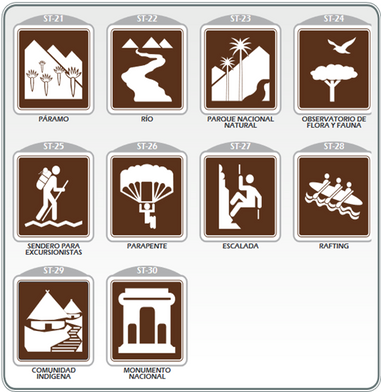 ST-21 ST-22 ST-23 ST-24
PÁRAMO RÍO PARQUE NACIONAL NATURAL OBSERVATORIO DE FLORA Y FAUNA
ST-25 ST-26 ST-27 ST-28
SENDERO PARA EXCURSIONISTAS PARAPENTE ESCALADA RAFTING
ST-29 ST-30
COMUNIDAD INDÍGENA MONUMENTO NACIONAL